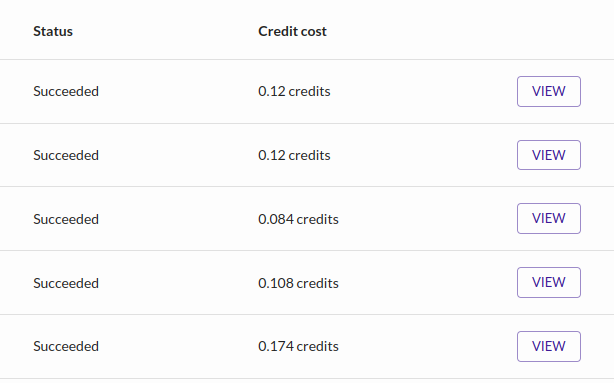 Status Credit cost
Succeeded 0.12 credits VIEW
Succeeded 0.12 credits VIEW
Succeeded 0.084 credits VIEW
Succeeded 0.108 credits VIEW
Succeeded 0.174 credits VIEW